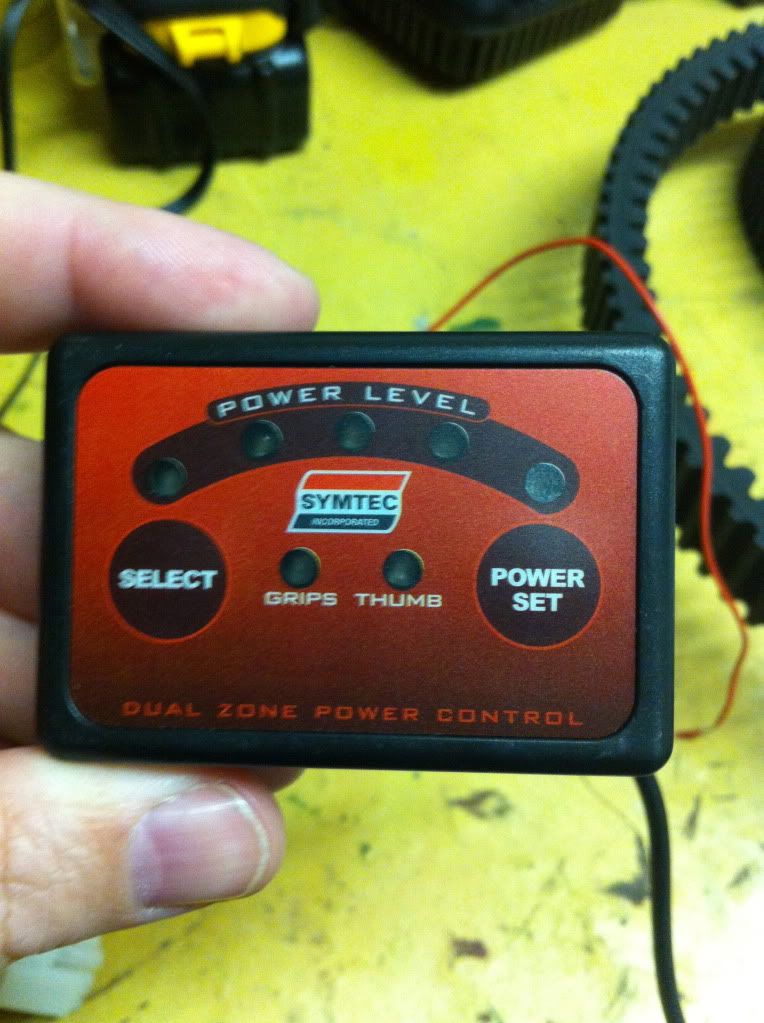 POWER LEVEL
SYMTEC
INCORPORATED
SELECT
GRIPS THUMB
POWER
SET
DUAL ZONE POWER CONTROL